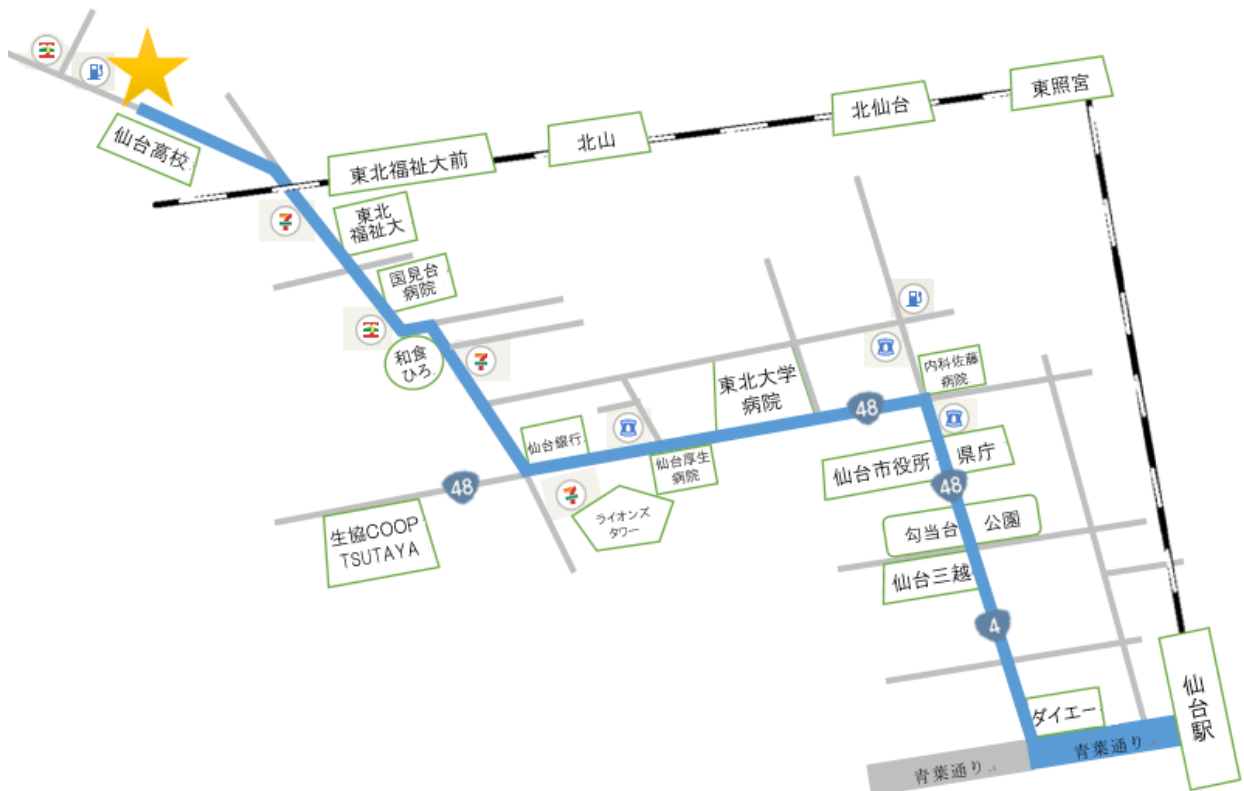 仙台高校
東北福祉大前
北山
北仙台
東照宮
東北
福祉大
7
国見台
病院
和食
ひろ
7
仙台銀行
東北大学
病院
内科佐藤
病院
48
48
仙台厚生
病院
7
ライオンズ
タワー
生協COOP
TSUTAYA
仙台市役所
県庁
48
勾当台
公園
仙台三越
4
ダイエー
仙台駅
青葉通り
青葉通り